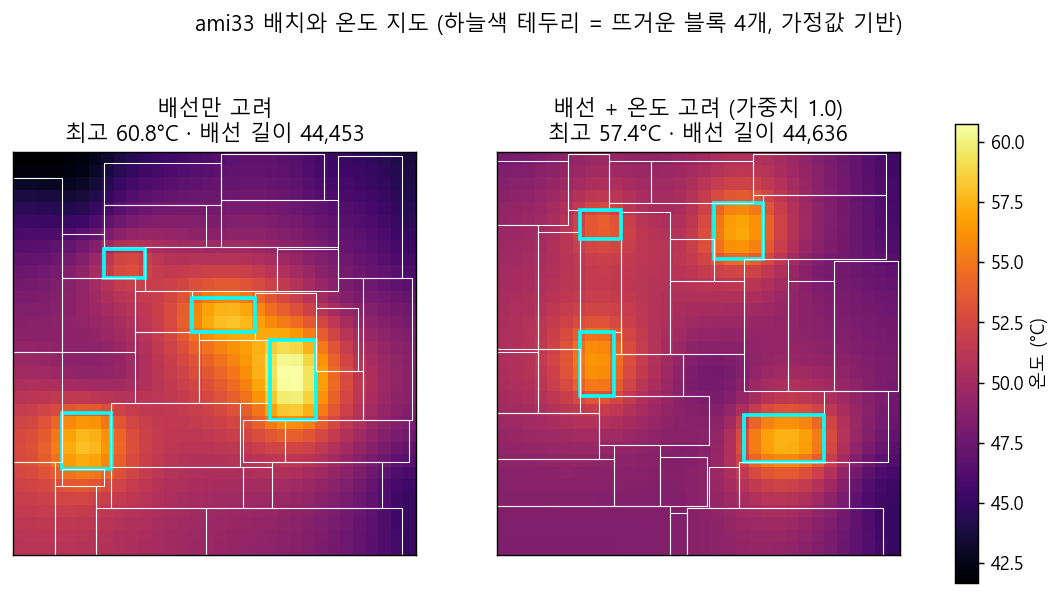 ami33 배치와 온도 지도 (하늘색 테두리 = 뜨거운 블록 4개, 가정값 기반)
배선만 고려
최고 60.8°C · 배선 길이 44,453
배선 + 온도 고려 (가중치 1.0)
최고 57.4°C · 배선 길이 44,636
60.0
57.5
55.0
52.5
50.0
47.5
45.0
42.5
온도 (°C)